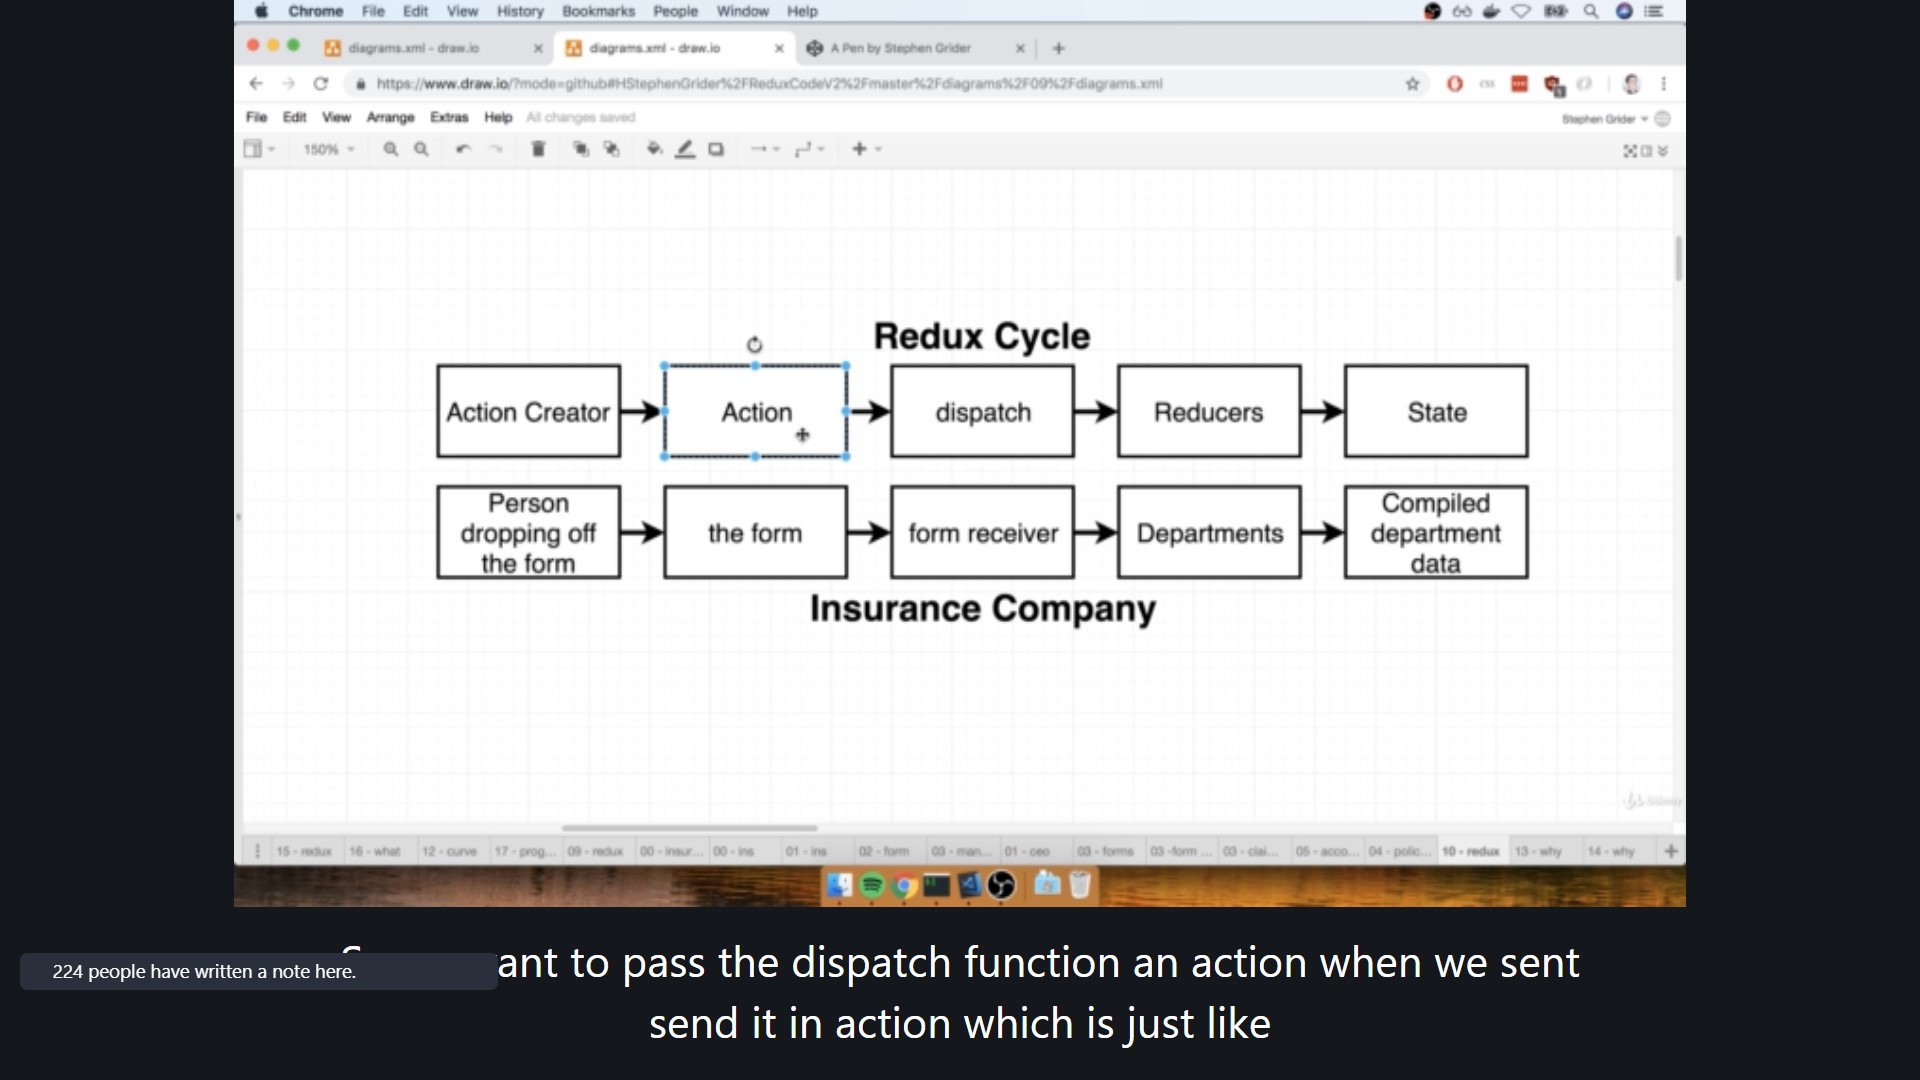 Chrome File Edit View History Bookmarks People Window Help
diagrams.xml - draw.io
diagrams.xml - draw.io
A Pen by Stephen Grider
https://www.draw.io/?mode=github#HStephenGrider%2FReduxCodeV2%2Fmaster%2Fdiagrams%2F09%2Fdiagrams.xml
File Edit View Arrange Extras Help All changes saved
Stephen Grider
150%
Redux Cycle
Action Creator
Action
dispatch
Reducers
State
Person
dropping off
the form
the form
form receiver
Departments
Compiled
department
data
Insurance Company
Udemy
15 - redux 16 - what 12 - curve 17 - prog... 09 - redux 00 - insur... 00 - ins 01 - ins 02 - form 03 - man... 01 - ceo 03 - forms 03 -form ... 03 - clai... 05 - acco... 04 - polic... 10 - redux 13 - why 14 - why
224 people have written a note here.
ant to pass the dispatch function an action when we sent
send it in action which is just like